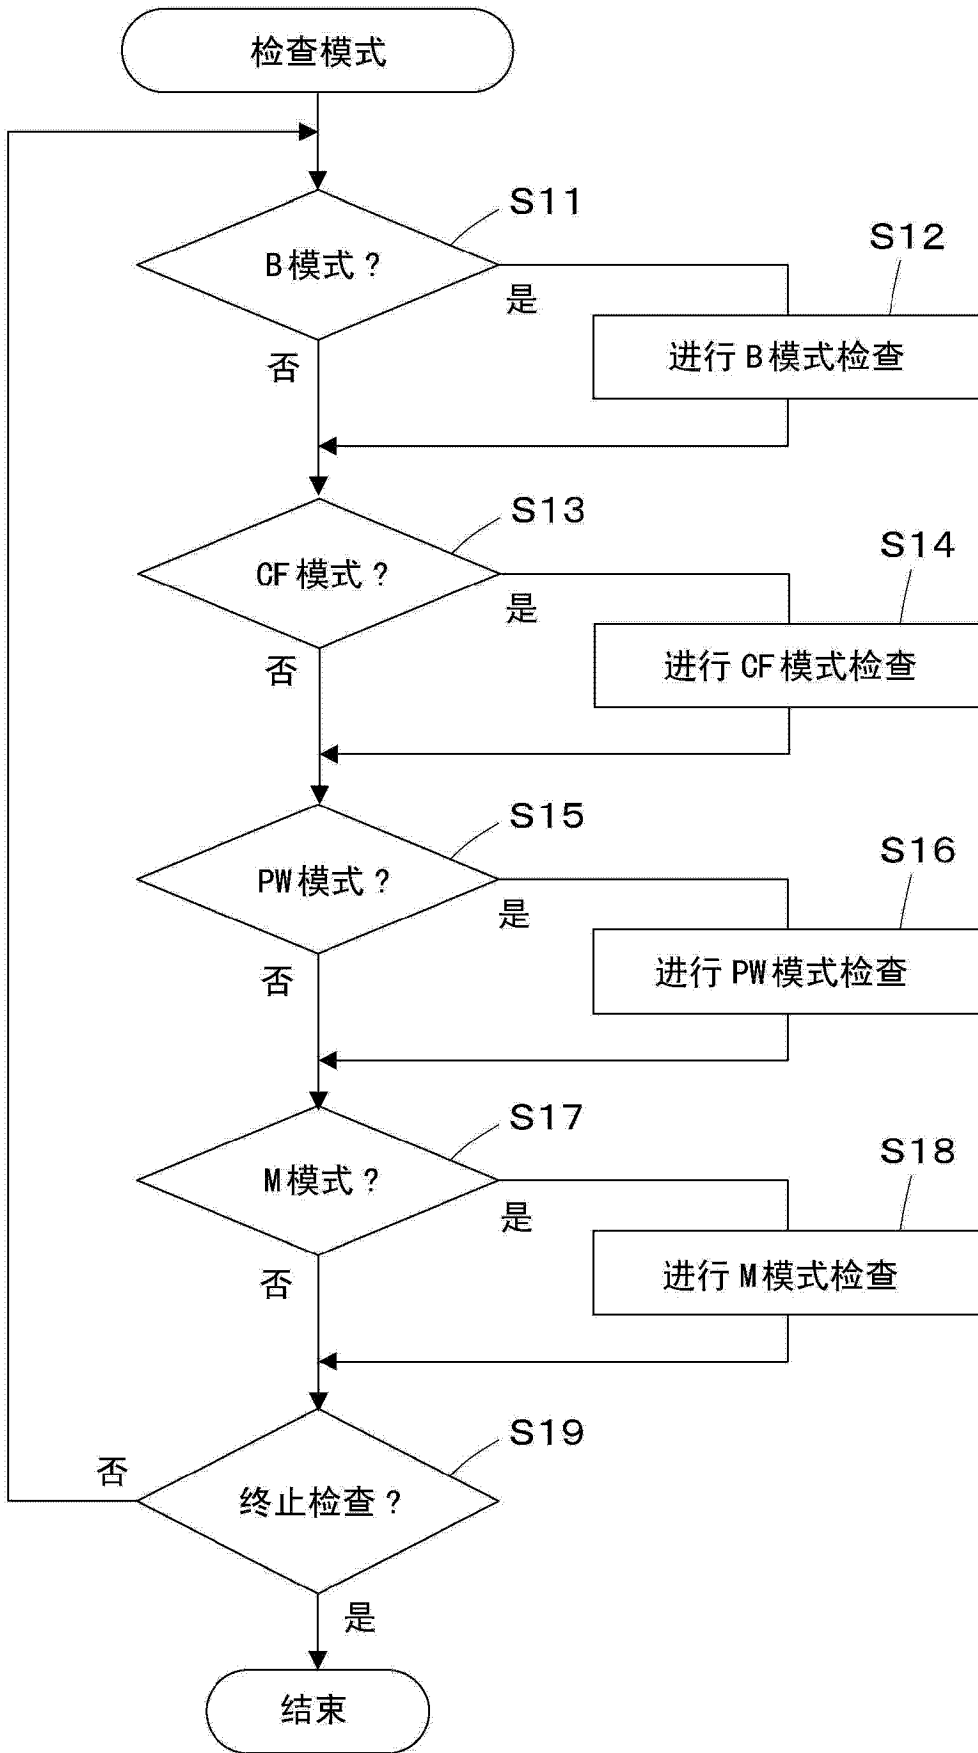 检查模式
S11
B模式?
是
S12
进行B模式检查
否
S13
CF模式?
是
S14
进行CF模式检查
否
S15
PW模式?
是
S16
进行PW模式检查
否
S17
M模式?
是
S18
进行M模式检查
否
S19
终止检查?
否
是
结束